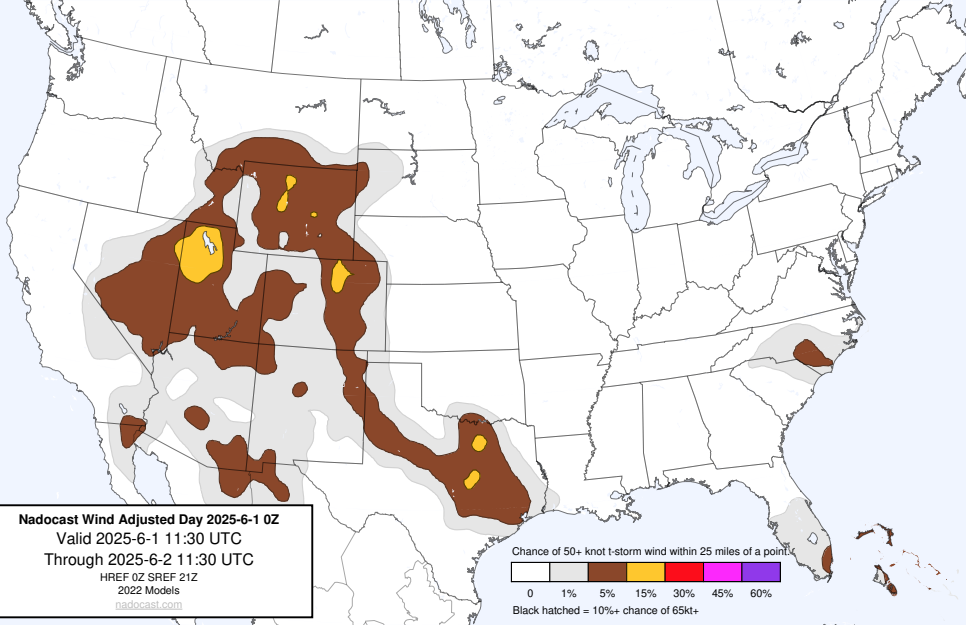 Nadocast Wind Adjusted Day 2025-6-1 0Z
Valid 2025-6-1 11:30 UTC
Through 2025-6-2 11:30 UTC
HREF 0Z SREF 21Z
2022 Models
nadocast.com
Chance of 50+ knot t-storm wind within 25 miles of a point.
0 1% 5% 15% 30% 45% 60%
Black hatched = 10%+ chance of 65kt+